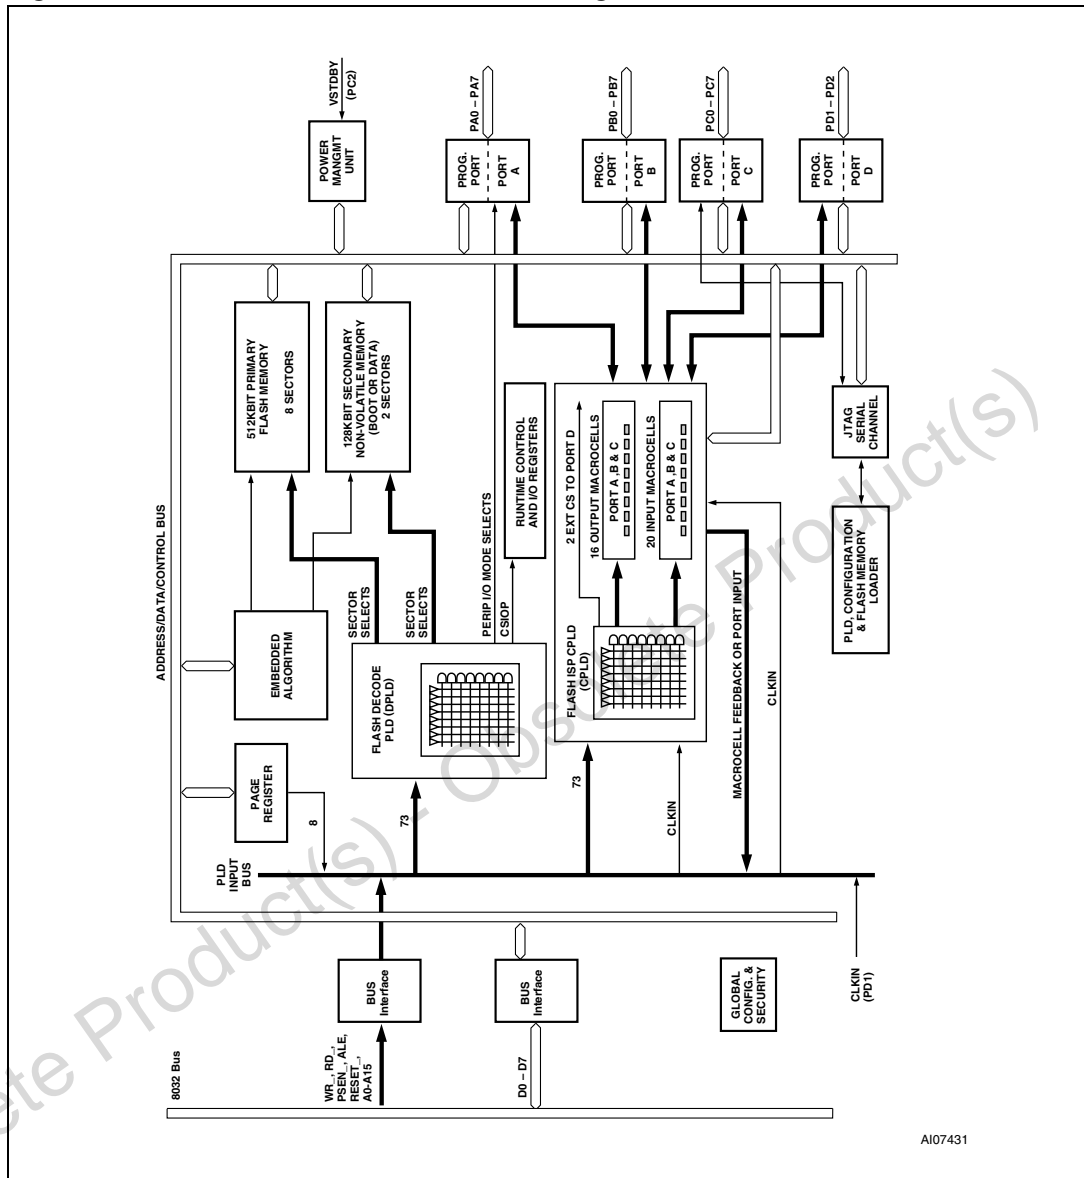 8032 Bus
WR_, RD_,
PSEN_, ALE,
RESET_,
A0-A15
D0 – D7
BUS
Interface
BUS
Interface
GLOBAL
CONFIG. &
SECURITY
CLKIN
(PD1)
PLD
INPUT
BUS
ADDRESS/DATA/CONTROL BUS
PAGE
REGISTER
8
73
73
CLKIN
CLKIN
MACROCELL FEEDBACK OR PORT INPUT
EMBEDDED
ALGORITHM
FLASH DECODE
PLD (DPLD)
SECTOR
SELECTS
SECTOR
SELECTS
PERIP I/O MODE SELECTS
CSIOP
FLASH ISP CPLD
(CPLD)
2 EXT CS TO PORT D
16 OUTPUT MACROCELLS
PORT A ,B & C
20 INPUT MACROCELLS
PORT A ,B & C
RUNTIME CONTROL
AND I/O REGISTERS
512KBIT PRIMARY
FLASH MEMORY
8 SECTORS
128KBIT SECONDARY
NON-VOLATILE MEMORY
(BOOT OR DATA)
2 SECTORS
PLD, CONFIGURATION
& FLASH MEMORY
LOADER
JTAG
SERIAL
CHANNEL
POWER
MANGMT
UNIT
VSTDBY
(PC2)
PROG.
PORT
PORT
A
PA0 – PA7
PROG.
PORT
PORT
B
PB0 – PB7
PROG.
PORT
PORT
C
PC0 – PC7
PROG.
PORT
PORT
D
PD1 – PD2
AI07431
ete Product(s) - Obsolete Product(s)